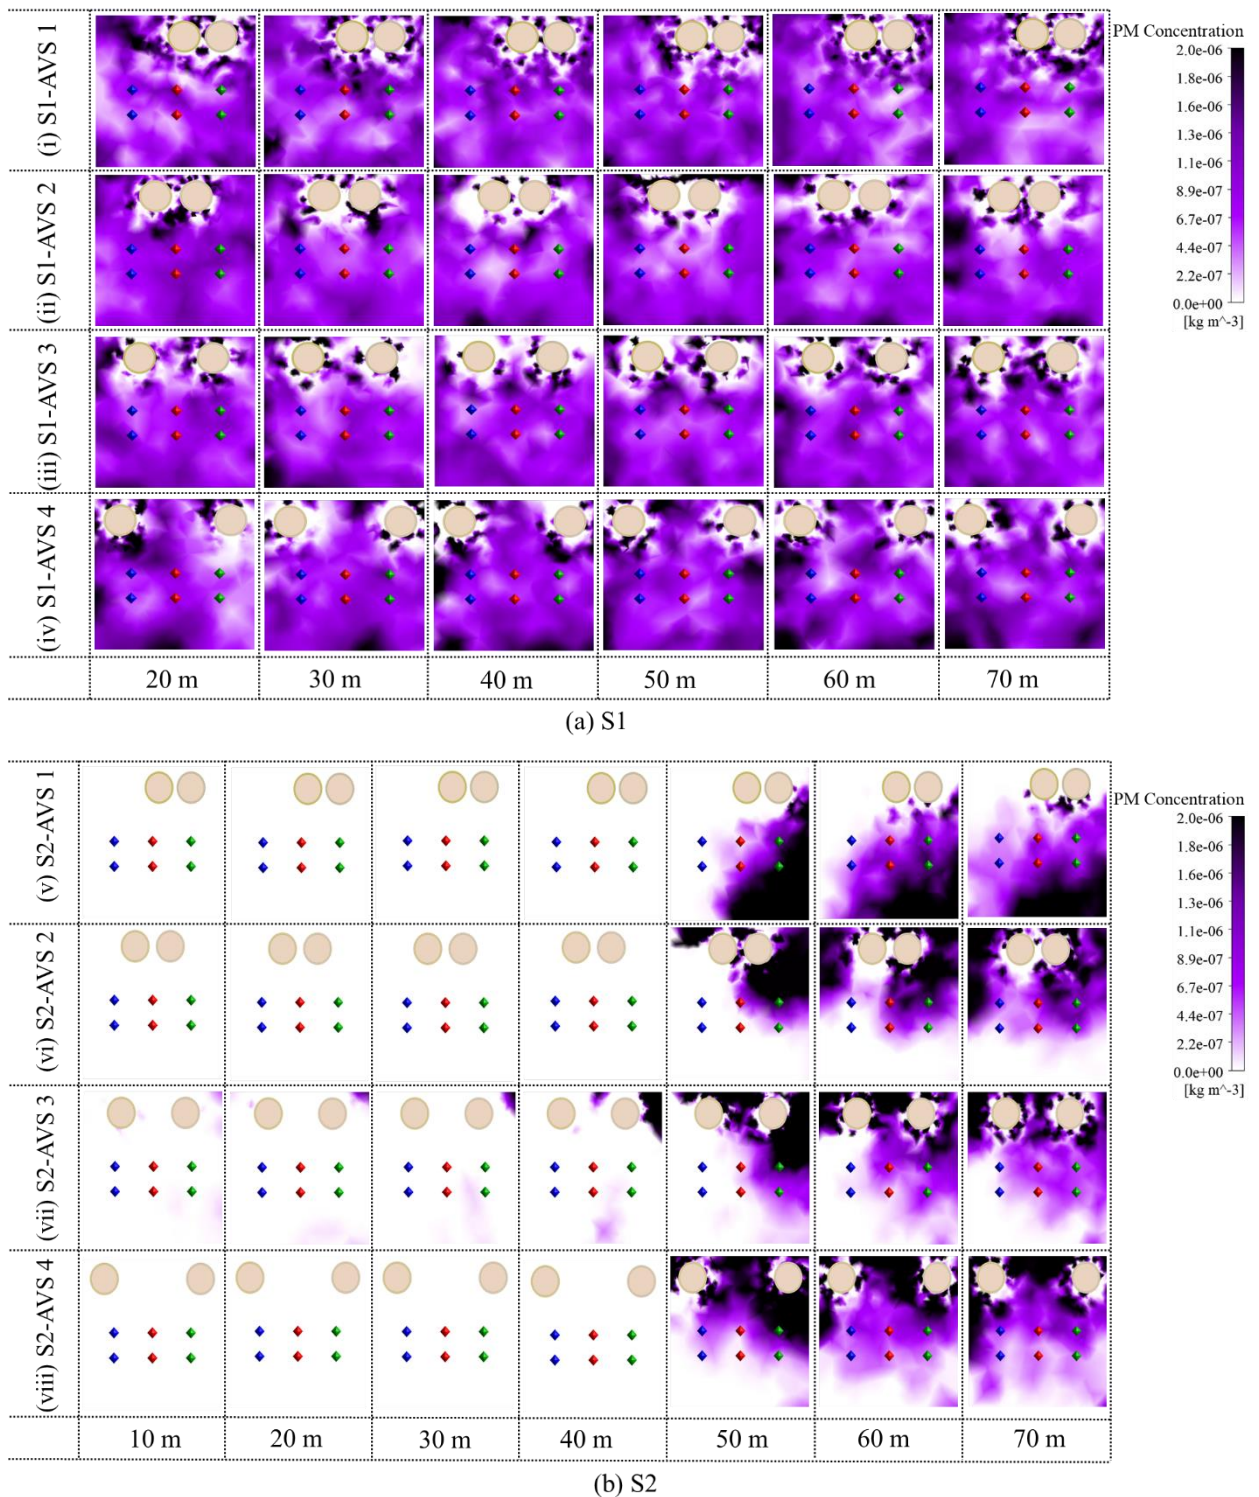 PM Concentration
2.0e-06
1.8e-06
1.6e-06
1.3e-06
1.1e-06
8.9e-07
6.7e-07
4.4e-07
2.2e-07
0.0e+00
[kg m^-3]
(i) S1-AVS 1
(ii) S1-AVS 2
(iii) S1-AVS 3
(iv) S1-AVS 4
20 m 30 m 40 m 50 m 60 m 70 m
(a) S1
PM Concentration
2.0e-06
1.8e-06
1.6e-06
1.3e-06
1.1e-06
8.9e-07
6.7e-07
4.4e-07
2.2e-07
0.0e+00
[kg m^-3]
(v) S2-AVS 1
(vi) S2-AVS 2
(vii) S2-AVS 3
(viii) S2-AVS 4
10 m 20 m 30 m 40 m 50 m 60 m 70 m
(b) S2